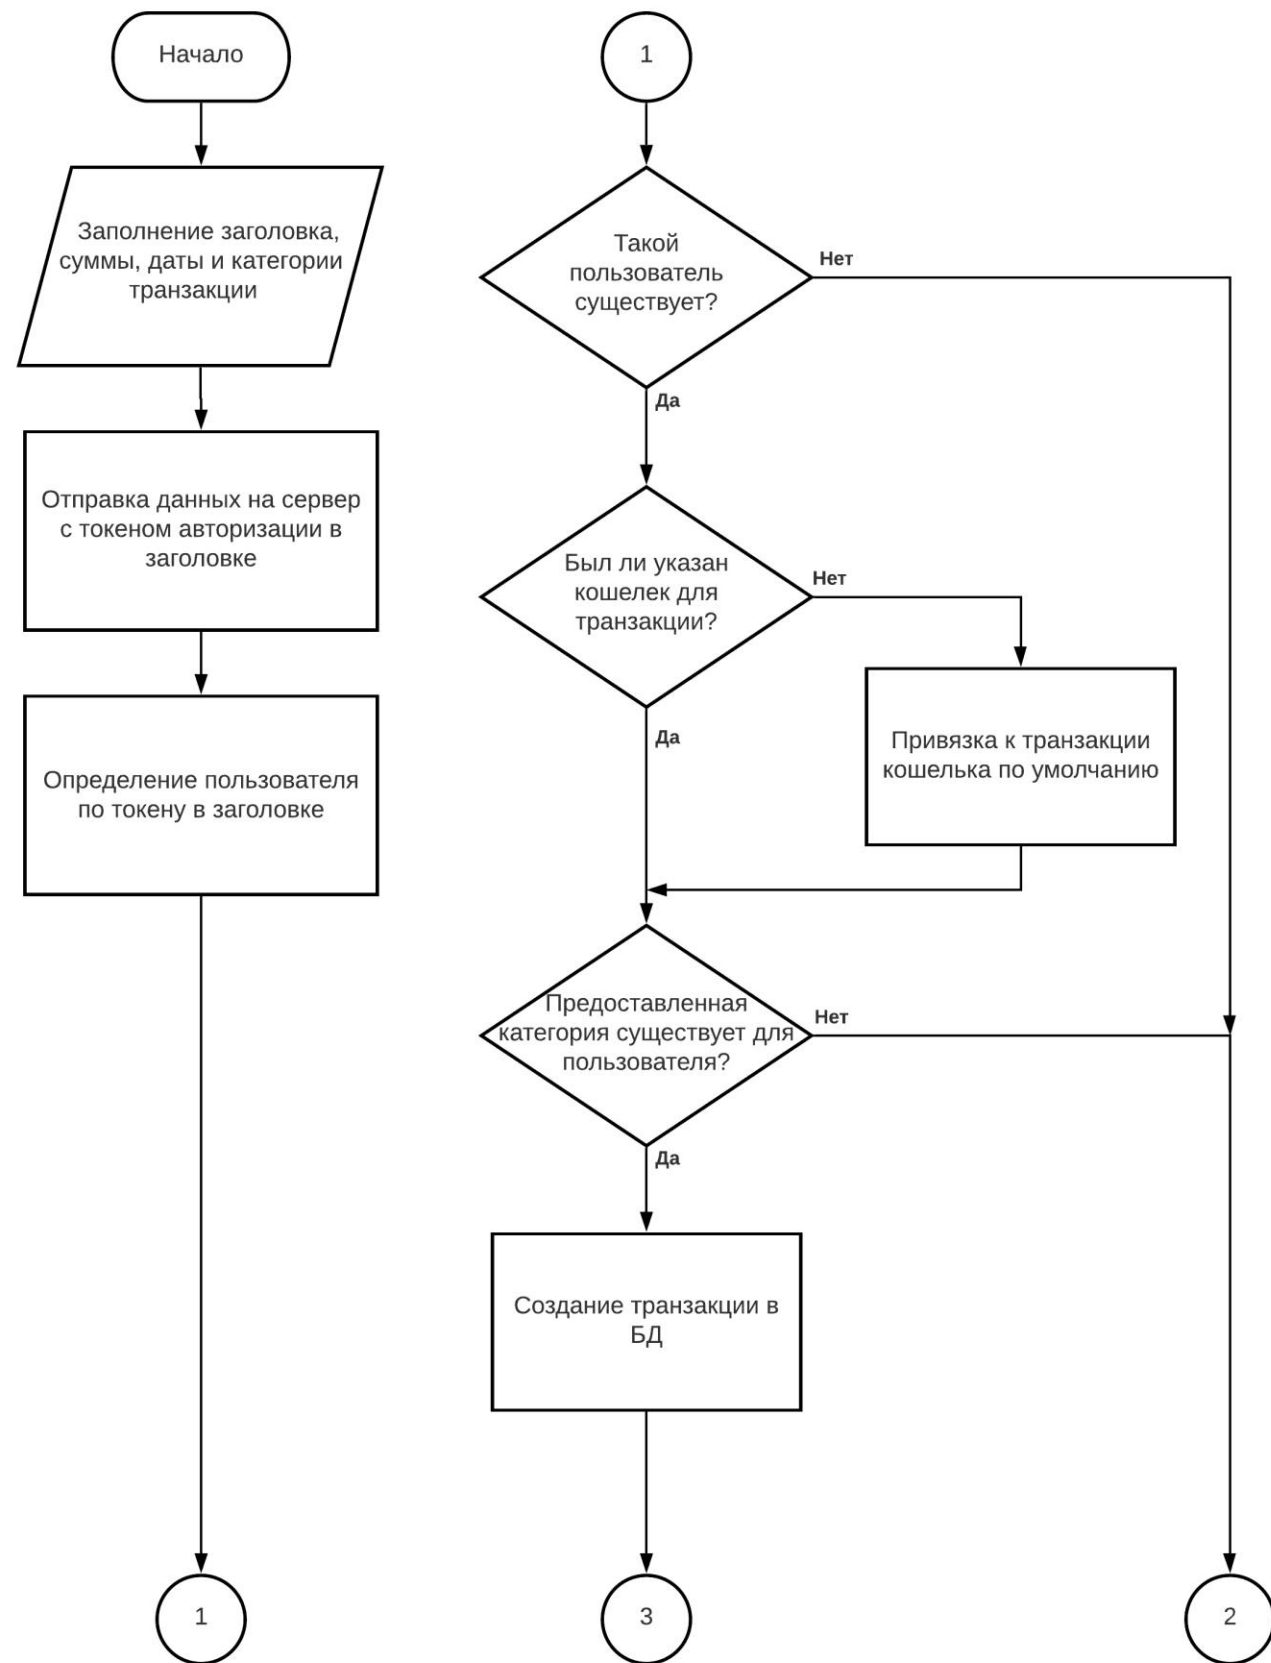 Начало
Заполнение заголовка,
суммы, даты и категории
транзакции
Отправка данных на сервер
с токеном авторизации в
заголовке
Определение пользователя
по токену в заголовке
1
1
Такой
пользователь
существует?
Нет
Да
Был ли указан
кошелек для
транзакции?
Нет
Да
Привязка к транзакции
кошелька по умолчанию
Предоставленная
категория существует для
пользователя?
Нет
Да
Создание транзакции в
БД
3
2